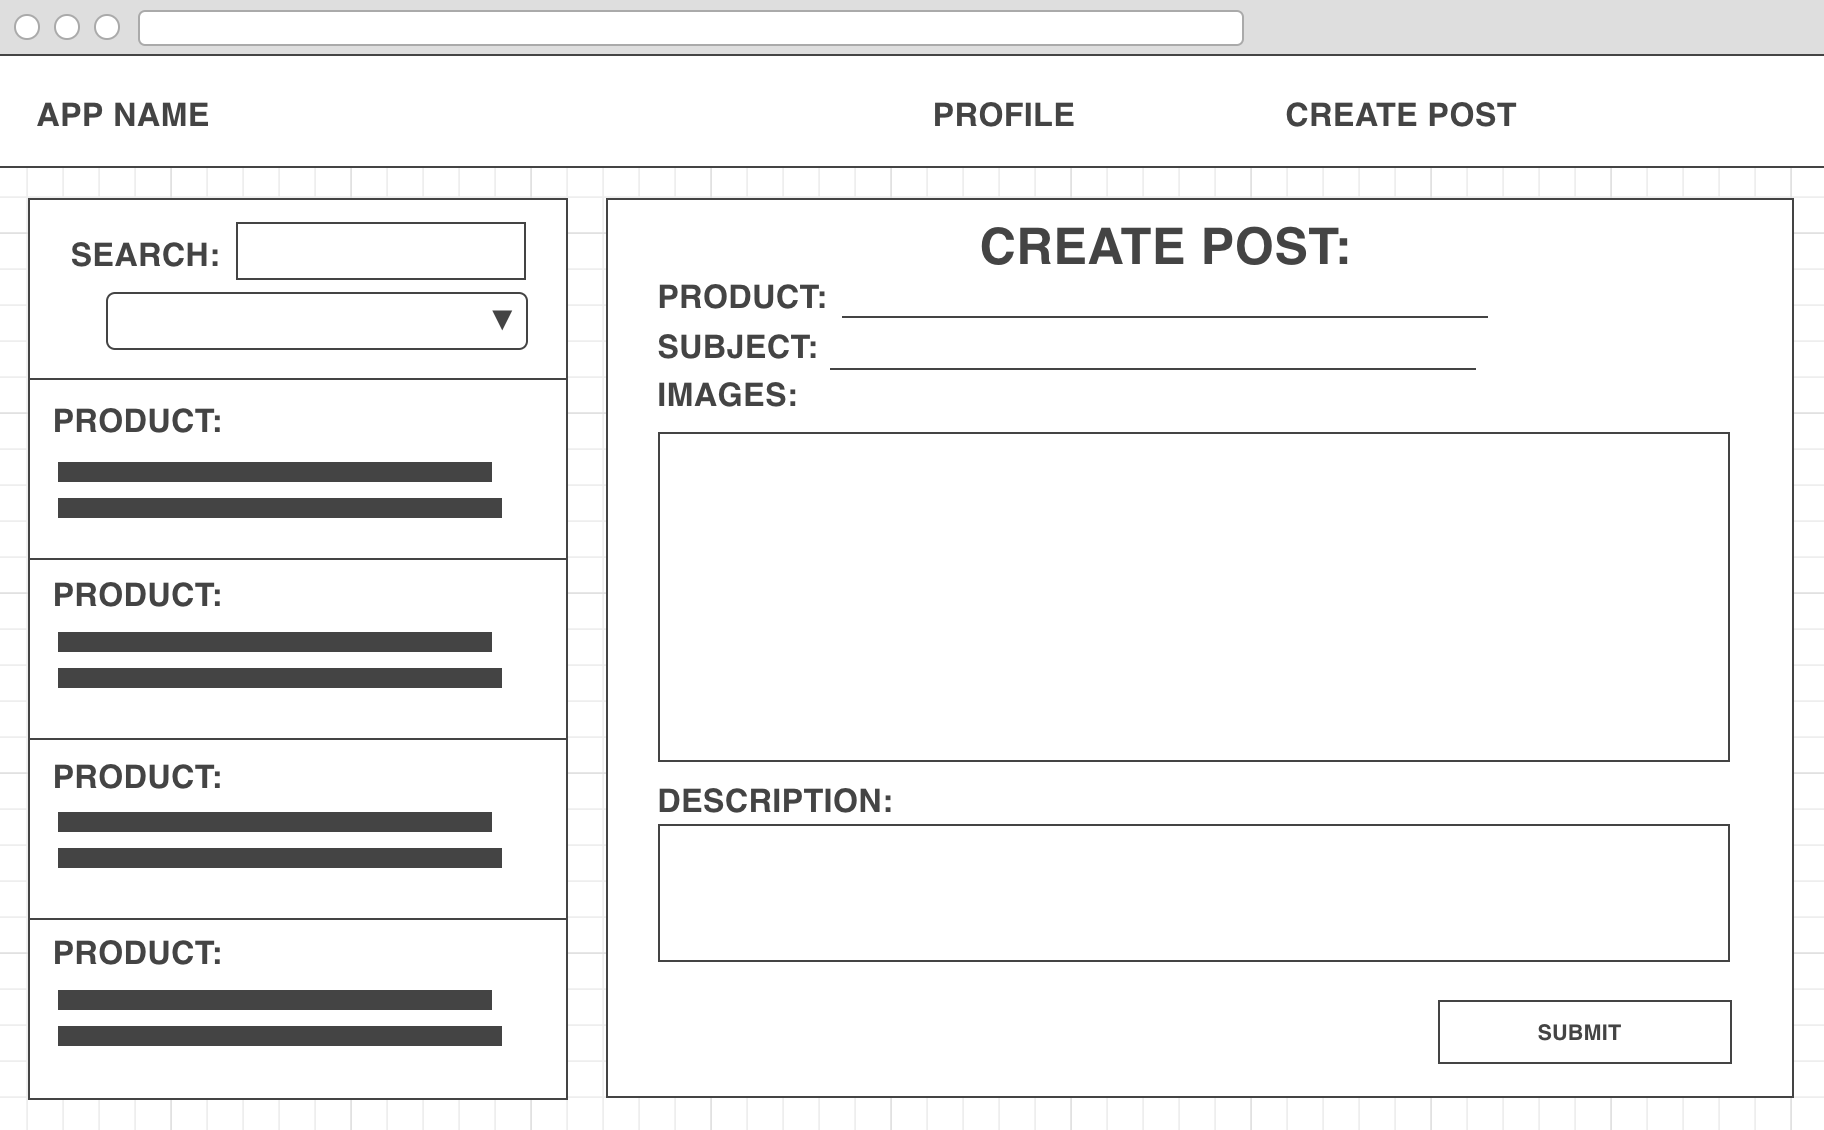 APP NAME
PROFILE
CREATE POST
SEARCH:
PRODUCT:
PRODUCT:
PRODUCT:
PRODUCT:
CREATE POST:
PRODUCT:
SUBJECT:
IMAGES:
DESCRIPTION:
SUBMIT